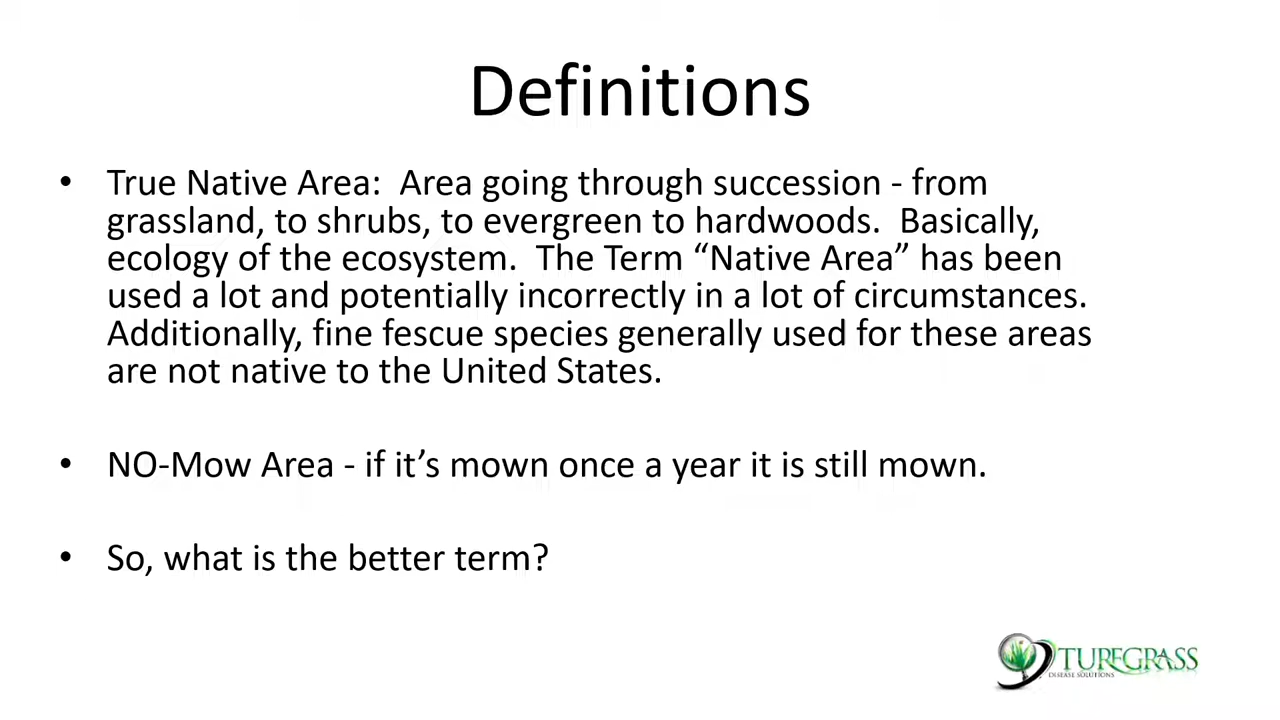 Definitions
• True Native Area:  Area going through succession - from
grassland, to shrubs, to evergreen to hardwoods.  Basically,
ecology of the ecosystem.  The Term “Native Area” has been
used a lot and potentially incorrectly in a lot of circumstances.
Additionally, fine fescue species generally used for these areas
are not native to the United States.
• NO-Mow Area - if it’s mown once a year it is still mown.
• So, what is the better term?
TURFGRASS
DISEASE SOLUTIONS